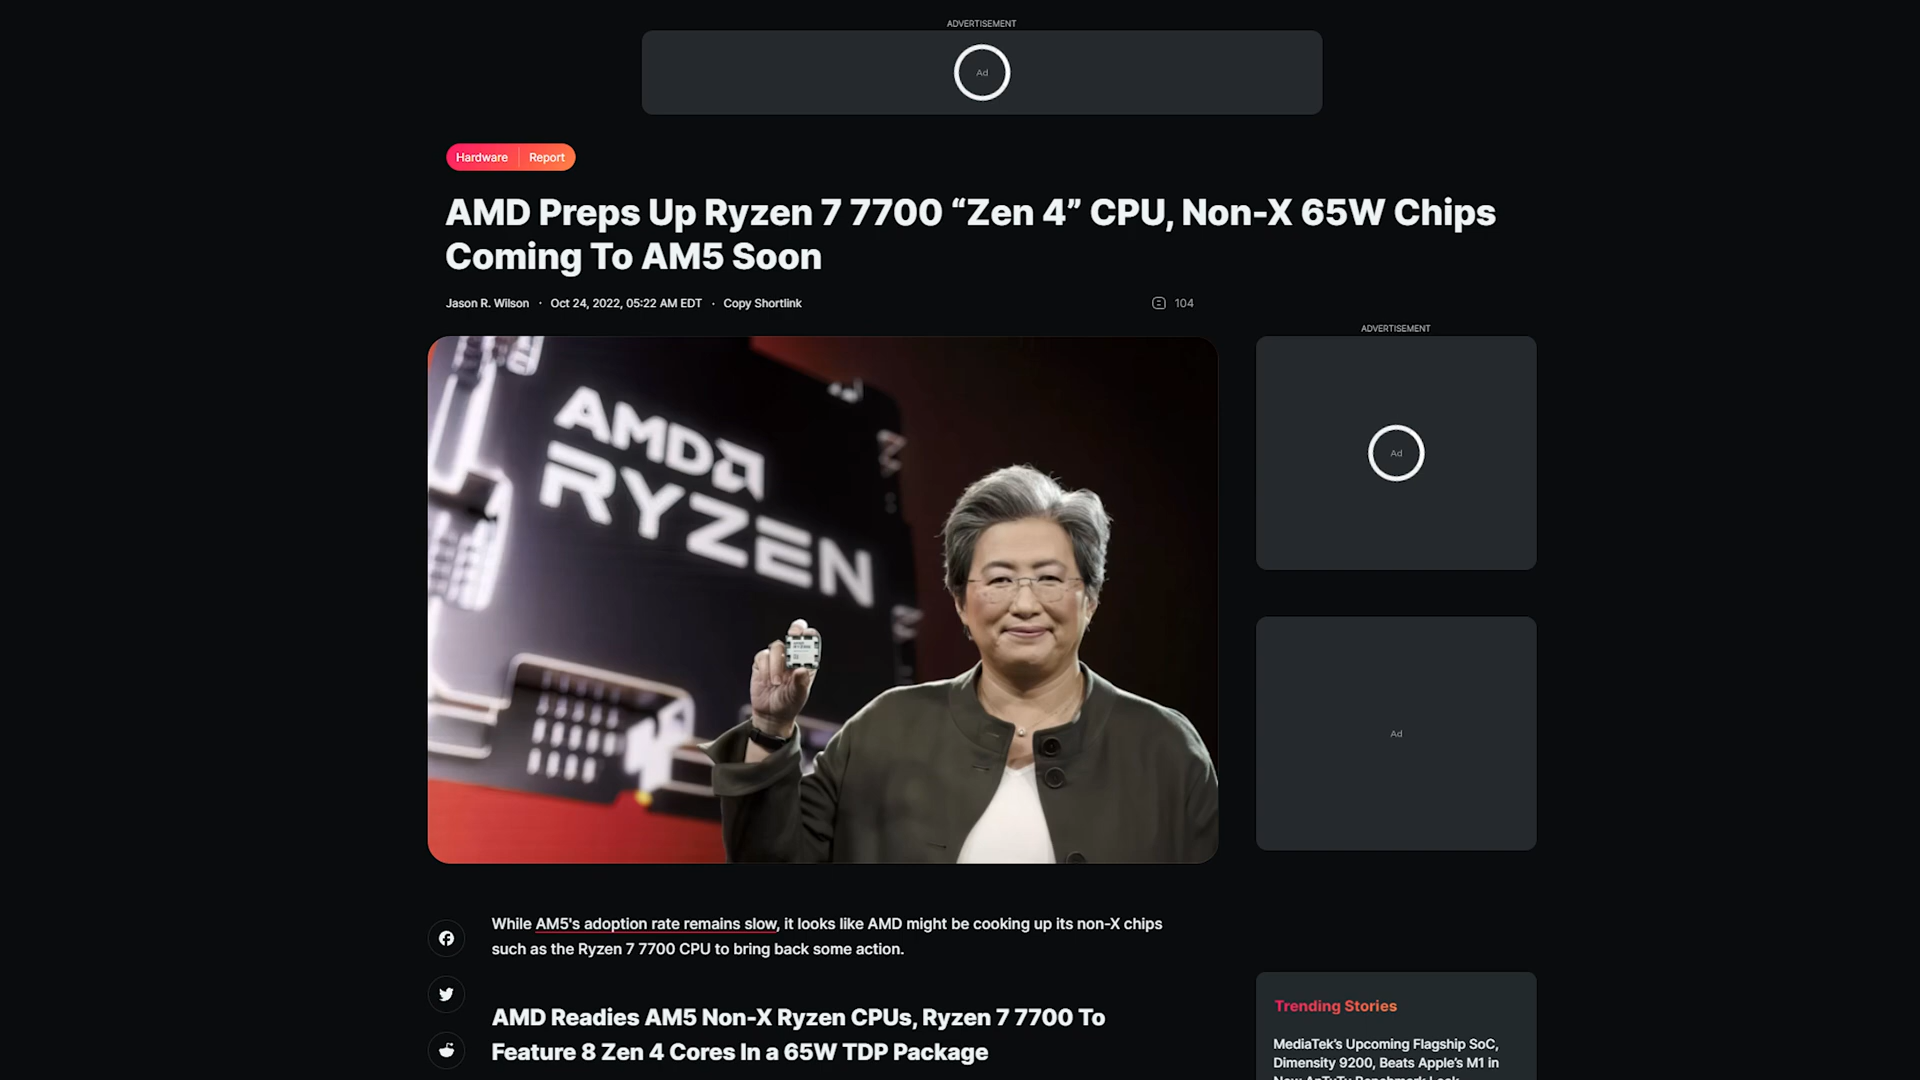 ADVERTISEMENT
Ad
Hardware Report
AMD Preps Up Ryzen 7 7700 “Zen 4” CPU, Non-X 65W Chips
Coming To AM5 Soon
Jason R. Wilson · Oct 24, 2022, 05:22 AM EDT · Copy Shortlink
104
ADVERTISEMENT
AMD
RYZEN
Ad
Ad
While AM5's adoption rate remains slow, it looks like AMD might be cooking up its non-X chips
such as the Ryzen 7 7700 CPU to bring back some action.
AMD Readies AM5 Non-X Ryzen CPUs, Ryzen 7 7700 To
Feature 8 Zen 4 Cores In a 65W TDP Package
Trending Stories
MediaTek’s Upcoming Flagship SoC,
Dimensity 9200, Beats Apple’s M1 in